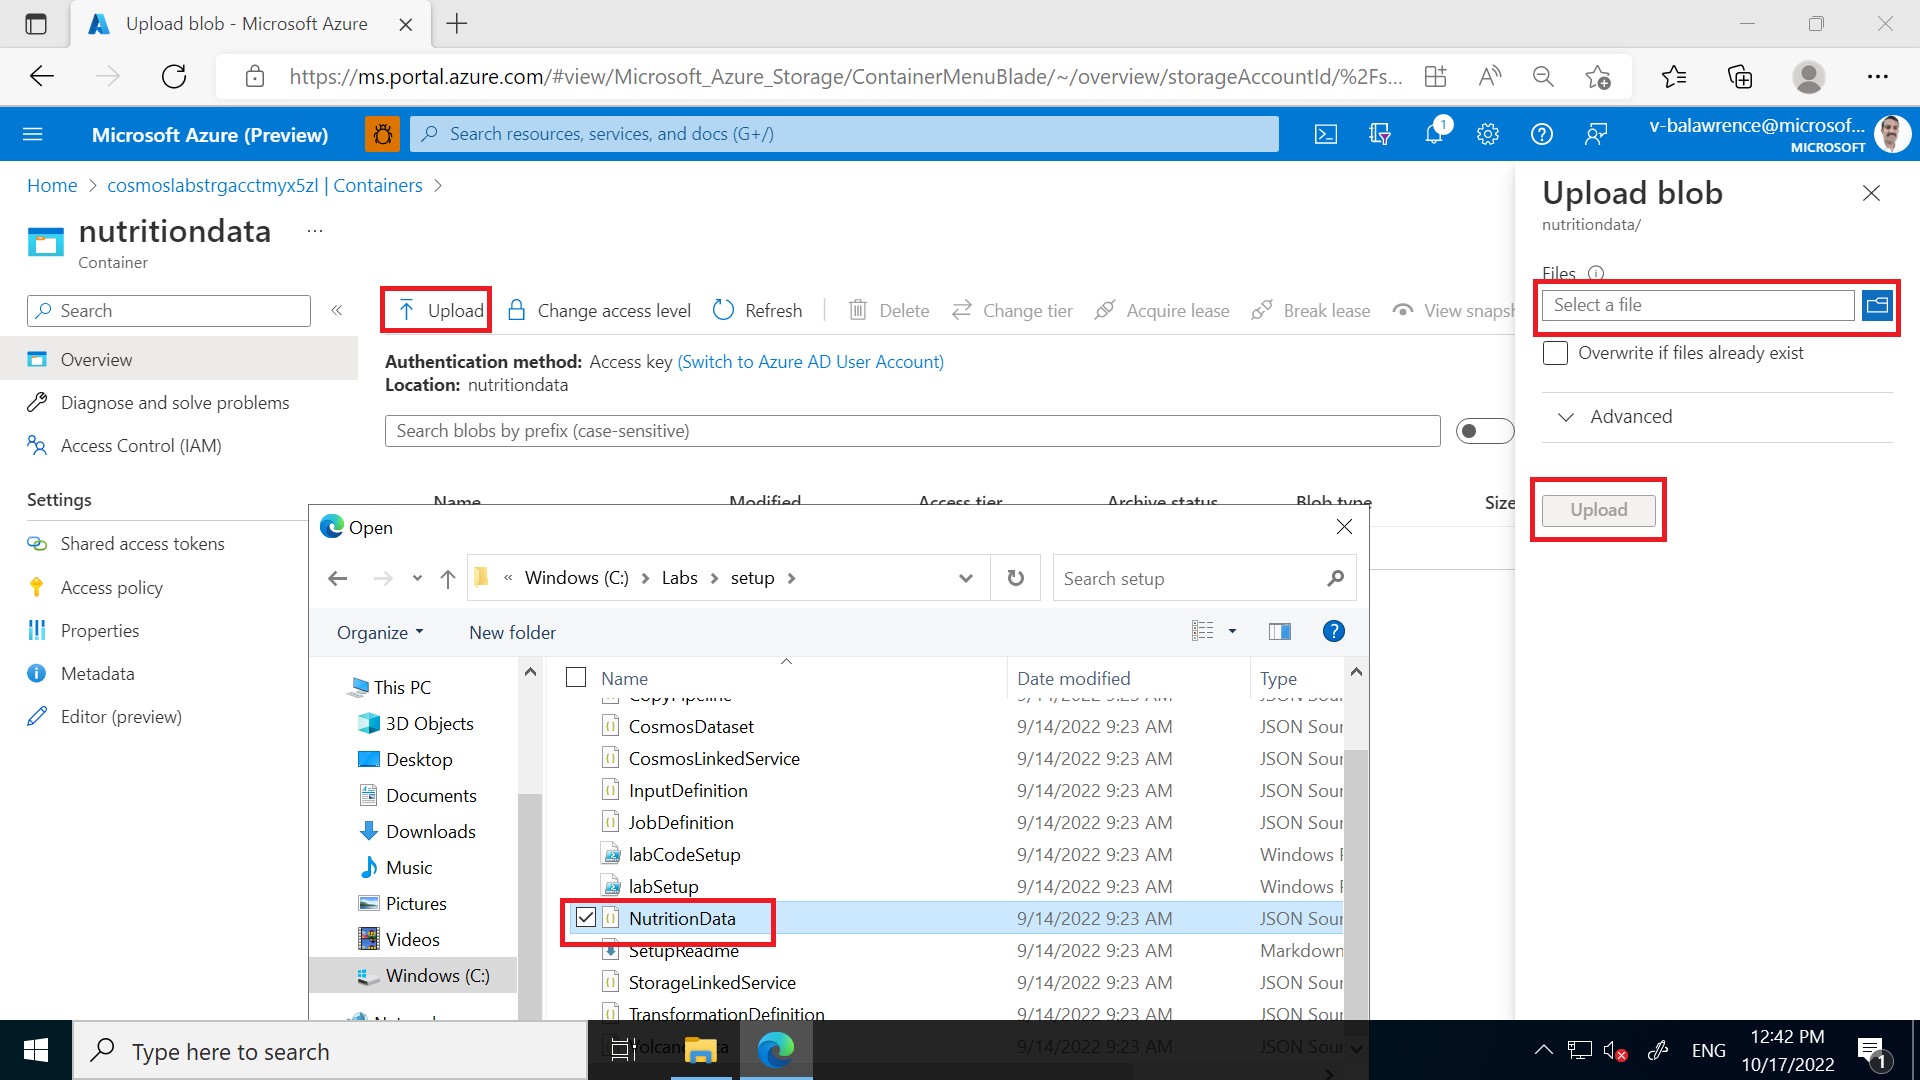 Upload blob - Microsoft Azure
https://ms.portal.azure.com/#view/Microsoft_Azure_Storage/ContainerMenuBlade/~/overview/storageAccountId/%2Fs...
Microsoft Azure (Preview)
Search resources, services, and docs (G+/)
1
v-balawrence@microsof...
MICROSOFT
Home > cosmoslabstrgacctmyx5zl | Containers >
nutritiondata ...
Container
Search
Overview
Diagnose and solve problems
Access Control (IAM)
Settings
Shared access tokens
Access policy
Properties
Metadata
Editor (preview)
Upload Change access level Refresh Delete Change tier Acquire lease Break lease View snapsh
Authentication method: Access key (Switch to Azure AD User Account)
Location: nutritiondata
Search blobs by prefix (case-sensitive)
Name Modified Access tier Archive status Blob type Size
Upload blob
nutritiondata/
Files
Select a file
Overwrite if files already exist
Advanced
Upload
Open
« Windows (C:) > Labs > setup >
Search setup
Organize New folder
This PC
3D Objects
Desktop
Documents
Downloads
Music
Pictures
Videos
Windows (C:)
Name Date modified Type
CopyPipeline 9/14/2022 9:23 AM JSON Sour
CosmosDataset 9/14/2022 9:23 AM JSON Sour
CosmosLinkedService 9/14/2022 9:23 AM JSON Sour
InputDefinition 9/14/2022 9:23 AM JSON Sour
JobDefinition 9/14/2022 9:23 AM JSON Sour
labCodeSetup 9/14/2022 9:23 AM Windows P
labSetup 9/14/2022 9:23 AM Windows P
NutritionData 9/14/2022 9:23 AM JSON Sour
SetupReadme 9/14/2022 9:23 AM Markdown
StorageLinkedService 9/14/2022 9:23 AM JSON Sour
TransformationDefinition 9/14/2022 9:23 AM JSON Sour
9/14/2022 9:23 AM JSON Sour
Type here to search
ENG
12:42 PM
10/17/2022
1